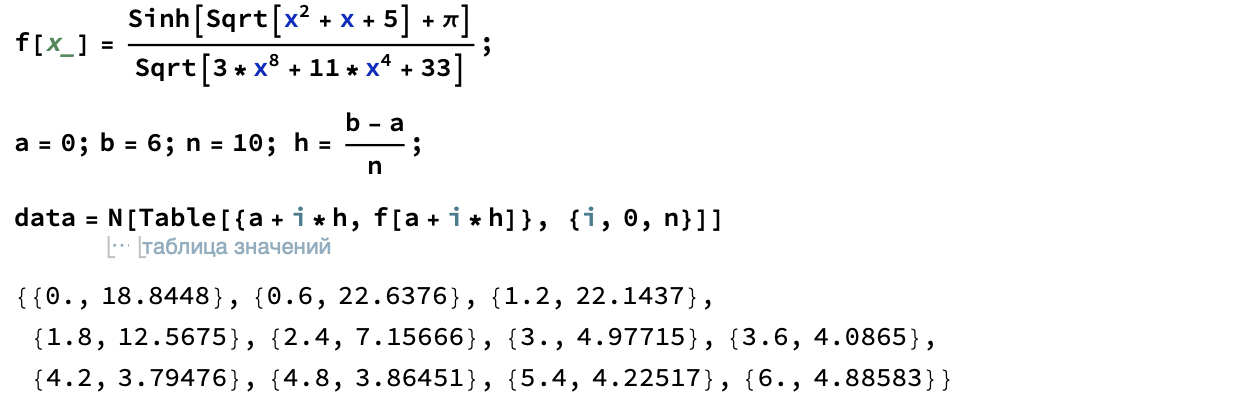 f[x_] = Sinh[Sqrt[x² + x + 5] + π] / Sqrt[3 * x⁸ + 11 * x⁴ + 33] ;
a = 0; b = 6; n = 10; h = (b - a) / n ;
data = N[Table[{a + i * h, f[a + i * h]}, {i, 0, n}]]
⌊… ⌊таблица значений
{{0., 18.8448}, {0.6, 22.6376}, {1.2, 22.1437},
{1.8, 12.5675}, {2.4, 7.15666}, {3., 4.97715}, {3.6, 4.0865},
{4.2, 3.79476}, {4.8, 3.86451}, {5.4, 4.22517}, {6., 4.88583}}